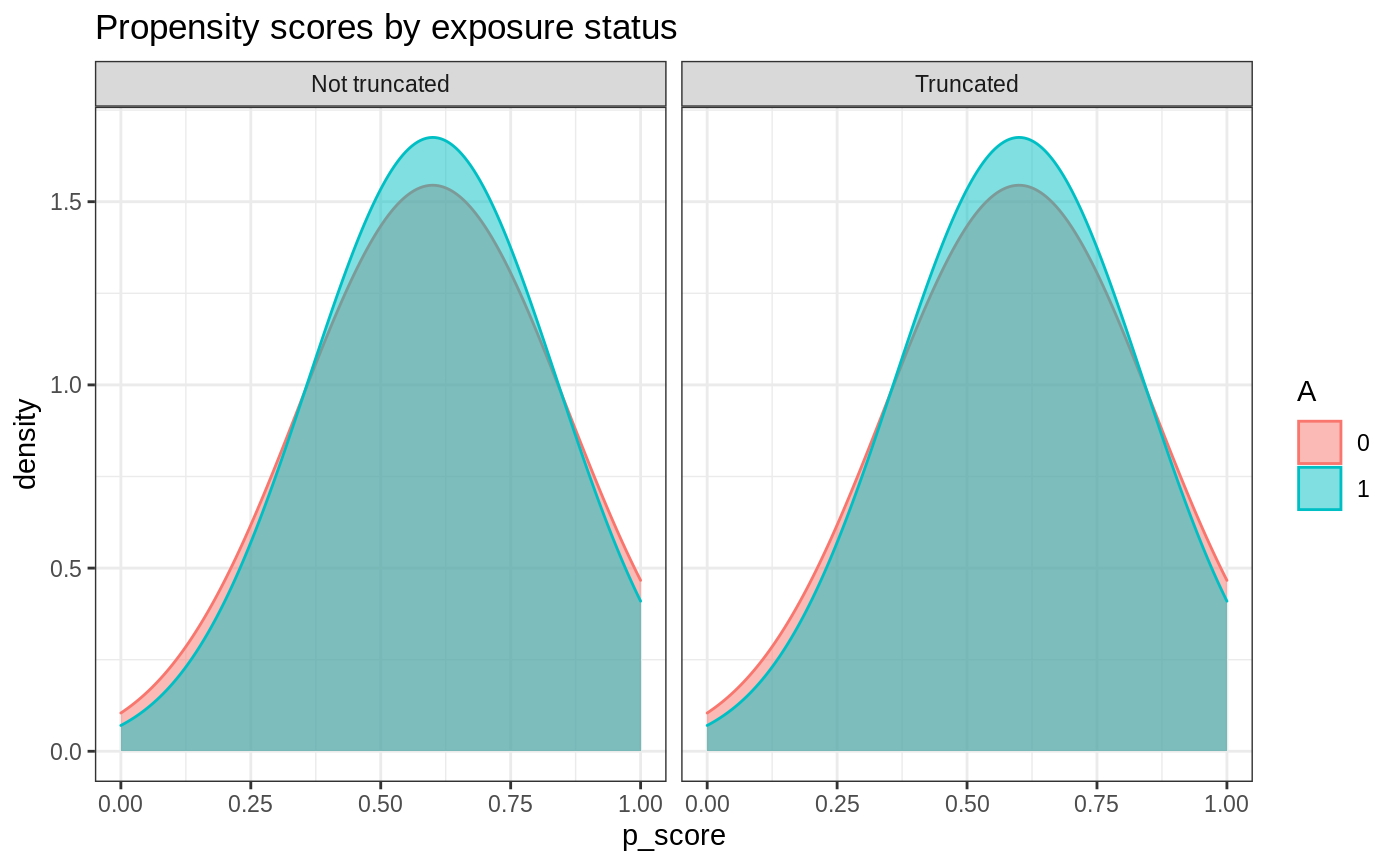 Propensity scores by exposure status
Not truncated
Truncated
density
1.5
1.0
0.5
0.0
0.00 0.25 0.50 0.75 1.00
0.00 0.25 0.50 0.75 1.00
p_score
A
0
1